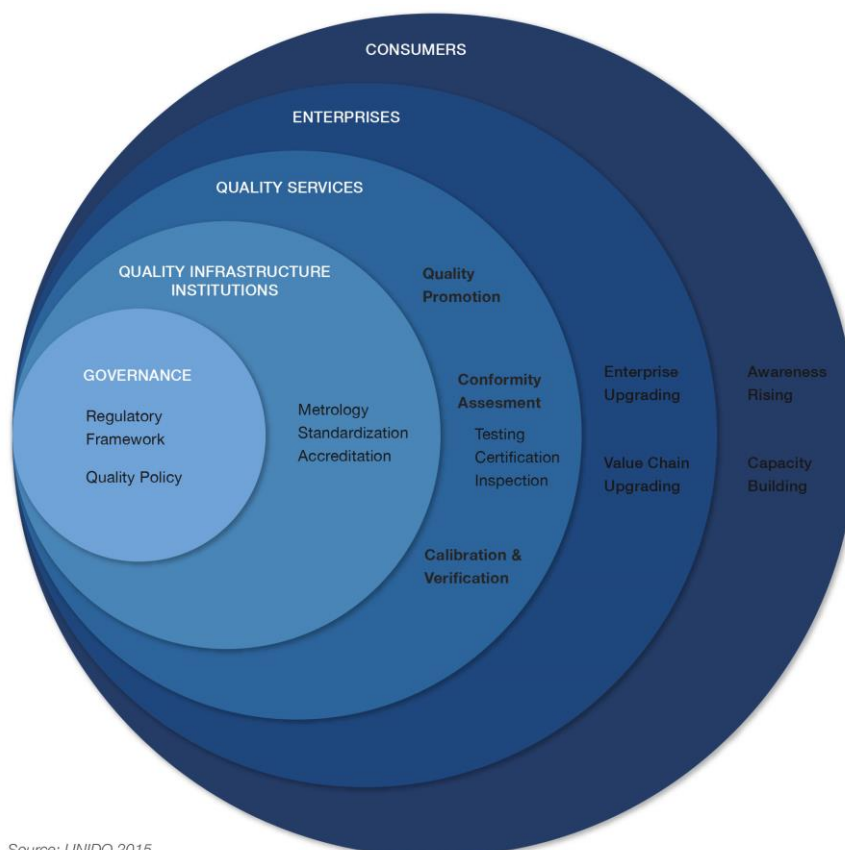 CONSUMERS
ENTERPRISES
QUALITY SERVICES
QUALITY INFRASTRUCTURE
INSTITUTIONS
GOVERNANCE
Regulatory
Framework
Quality Policy
Metrology
Standardization
Accreditation
Quality
Promotion
Conformity
Assesment
Testing
Certification
Inspection
Calibration &
Verification
Enterprise
Upgrading
Value Chain
Upgrading
Awareness
Rising
Capacity
Building
Source: UNIDO 2015